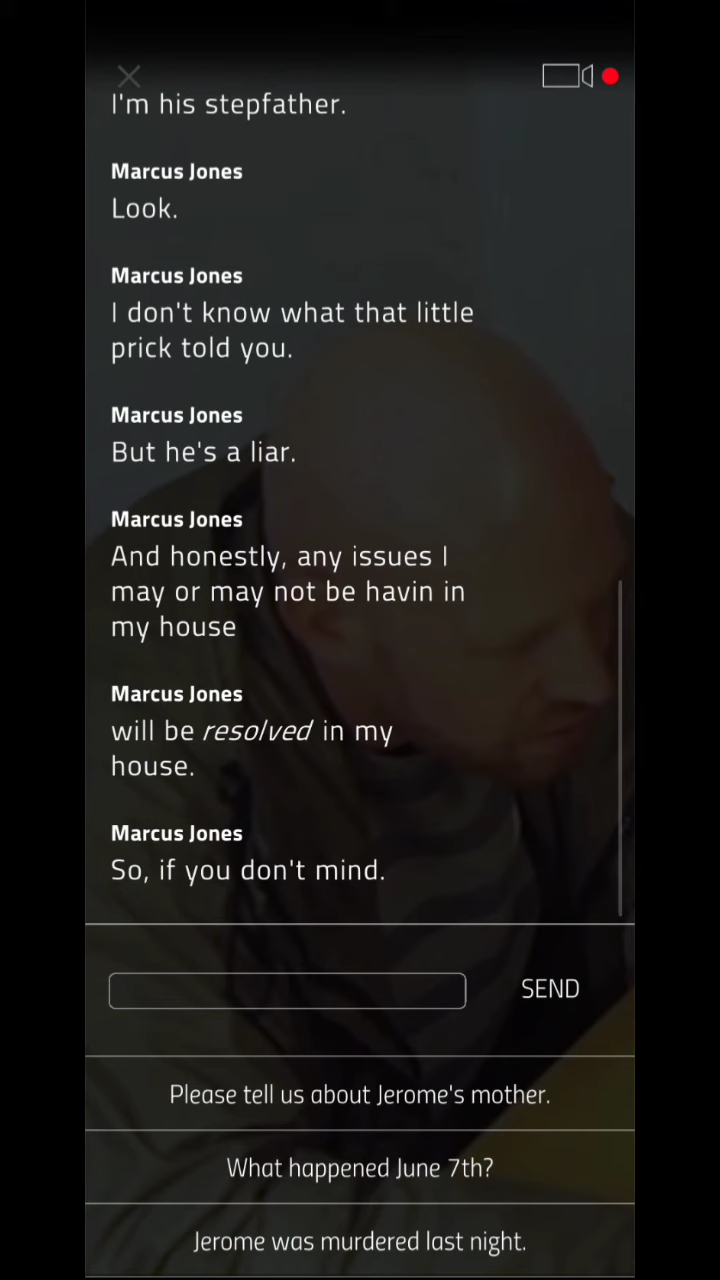 I'm his stepfather.
Marcus Jones
Look.
Marcus Jones
I don't know what that little
prick told you.
Marcus Jones
But he's a liar.
Marcus Jones
And honestly, any issues I
may or may not be havin in
my house
Marcus Jones
will be resolved in my
house.
Marcus Jones
So, if you don't mind.
SEND
Please tell us about Jerome's mother.
What happened June 7th?
Jerome was murdered last night.